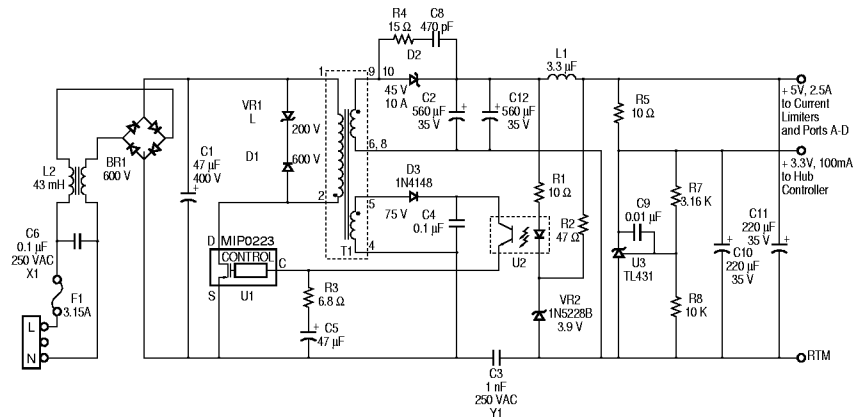 R4
15 Ω
C8
470 pF
D2
L1
3.3 µF
1
9
10
45 V
10 A
C2
560 µF
35 V
C12
560 µF
35 V
R5
10 Ω
+ 5V, 2.5A
to Current
Limiters
and Ports A-D
VR1
L
200 V
D1
600 V
6, 8
+ 3.3V, 100mA
to Hub
Controller
BR1
600 V
L2
43 mH
C1
47 µF
400 V
2
D3
1N4148
75 V
5
4
T1
C4
0.1 µF
R1
10 Ω
R2
47 Ω
C9
0.01 µF
R7
3.16 K
C11
220 µF
35 V
C10
220 µF
35 V
C6
0.1 µF
250 VAC
X1
D
MIP0223
CONTROL
C
S
U1
U2
U3
TL431
F1
3.15A
R3
6.8 Ω
C5
47 µF
VR2
1N5228B
3.9 V
R8
10 K
L
N
C3
1 nF
250 VAC
Y1
RTM